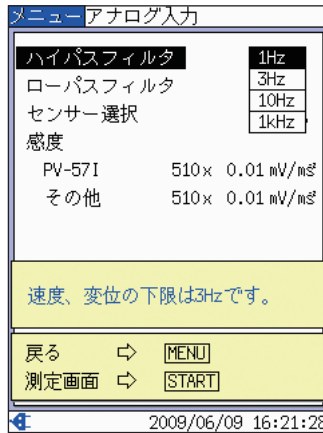 メニュー アナログ入力
ハイパスフィルタ 1Hz
ローパスフィルタ 3Hz
10Hz
センサー選択 1kHz
感度
PV-57I 510x 0.01 mV/ms²
その他 510x 0.01 mV/ms²
速度、変位の下限は3Hzです。
戻る ⇨ MENU
測定画面 ⇨ START
2009/06/09 16:21:28